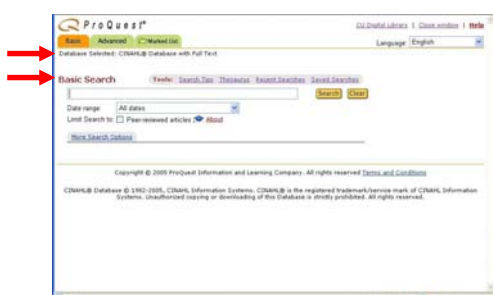 ProQuest®
CU Digital Library | Close window | Help
Basic Advanced Marked List
Language: English
Database Selected: CINAHL® Database with Full Text
Basic Search Tools: Search Tips Thesaurus Recent Searches Saved Searches
Search Clear
Date range: All dates
Limit Search to: Peer-reviewed articles About
More Search Options
Copyright © 2005 ProQuest Information and Learning Company. All rights reserved Terms and Conditions
CINAHL® Database © 1982-2005, CINAHL Information Systems. CINAHL® is the registered trademark/service mark of CINAHL Information
Systems. Unauthorized copying or downloading of this Database is strictly prohibited. All rights reserved.